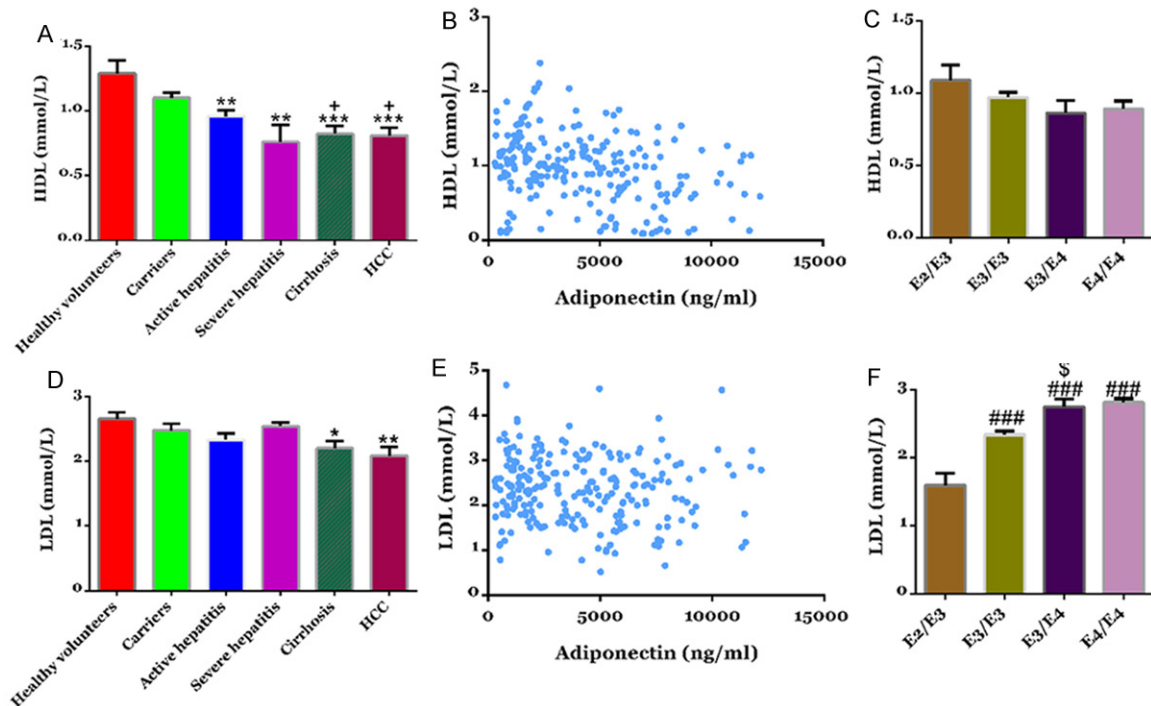 A
HDL (mmol/L)
1.5
1.0
0.5
0.0
**
**
+
***
+
***
Healthy volunteers
Carriers
Active hepatitis
Severe hepatitis
Cirrhosis
HCC
B
HDL (mmol/L)
3
2
1
0
0 5000 10000 15000
Adiponectin (ng/ml)
C
HDL (mmol/L)
1.5
1.0
0.5
0.0
E2/E3
E3/E3
E3/E4
E4/E4
D
LDL (mmol/L)
3
2
1
0
*
**
Healthy volunteers
Carriers
Active hepatitis
Severe hepatitis
Cirrhosis
HCC
E
LDL (mmol/L)
5
4
3
2
1
0
0 5000 10000 15000
Adiponectin (ng/ml)
F
LDL (mmol/L)
3
2
1
0
###
$
###
###
E2/E3
E3/E3
E3/E4
E4/E4